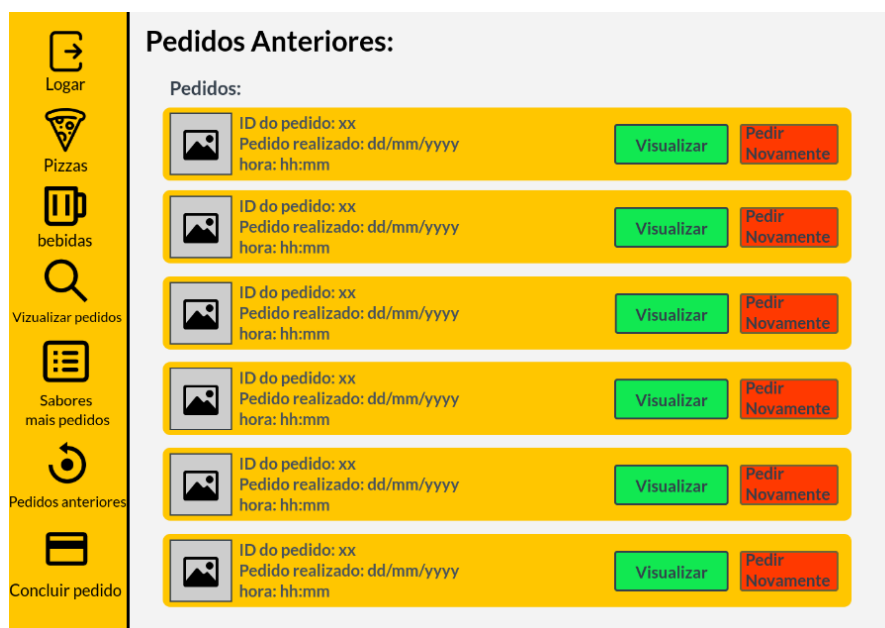 Logar
Pizzas
bebidas
Vizualizar pedidos
Sabores
mais pedidos
Pedidos anteriores
Concluir pedido
Pedidos Anteriores:
Pedidos:
ID do pedido: xx
Pedido realizado: dd/mm/yyyy
hora: hh:mm
Visualizar
Pedir
Novamente
ID do pedido: xx
Pedido realizado: dd/mm/yyyy
hora: hh:mm
Visualizar
Pedir
Novamente
ID do pedido: xx
Pedido realizado: dd/mm/yyyy
hora: hh:mm
Visualizar
Pedir
Novamente
ID do pedido: xx
Pedido realizado: dd/mm/yyyy
hora: hh:mm
Visualizar
Pedir
Novamente
ID do pedido: xx
Pedido realizado: dd/mm/yyyy
hora: hh:mm
Visualizar
Pedir
Novamente
ID do pedido: xx
Pedido realizado: dd/mm/yyyy
hora: hh:mm
Visualizar
Pedir
Novamente